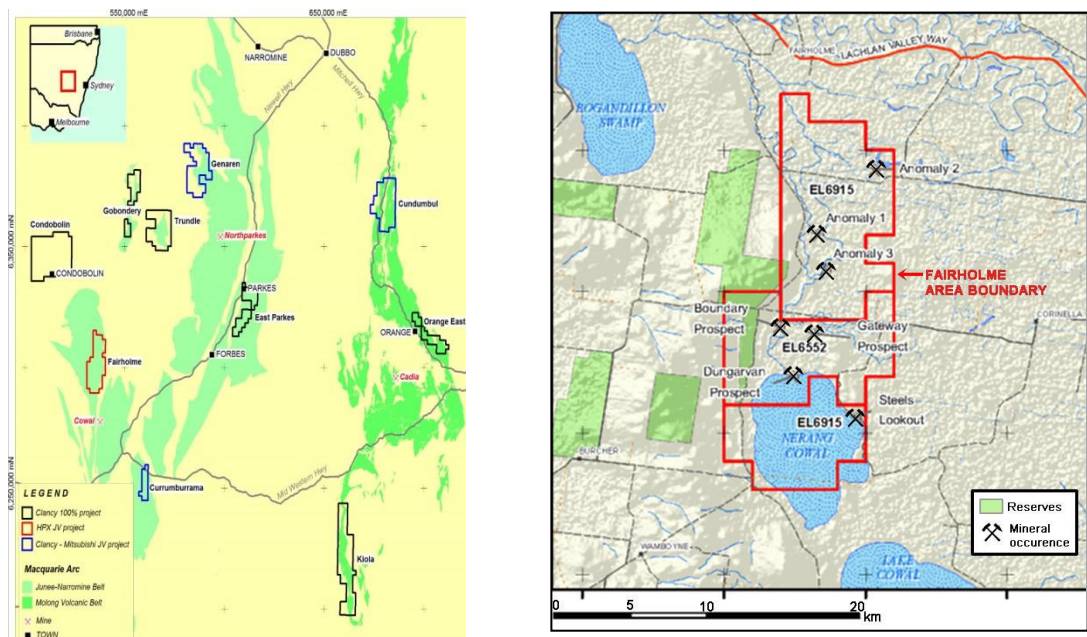 550,000 mE
650,000 mE
Brisbane
Sydney
Melbourne
NARROMINE
DUBBO
Newell Hwy
Mitchell Hwy
Genaren
Cundumbul
Gobondery
Trundle
Condobolin
Northparkes
6,350,000 mN
CONDOBOLIN
PARKES
East Parkes
Orange East
ORANGE
FORBES
Fairholme
Cadia
Cowal
Mid Western Hwy
Currumburrama
6,250,000 mN
Kiola
LEGEND
Clancy 100% project
HPX JV project
Clancy - Mitsubishi JV project
Macquarie Arc
Junee-Narromine Belt
Molong Volcanic Belt
Mine
TOWN
FAIRHOLME
LACHLAN VALLEY WAY
BOGANDILLON
SWAMP
Anomaly 2
EL6915
Anomaly 1
Anomaly 3
FAIRHOLME
AREA BOUNDARY
Boundary
Prospect
CORINELLA
Gateway
Prospect
EL6552
Dungarvan
Prospect
Steels
Lookout
EL6915
NERANG
COWAL
BURCHER
Reserves
Mineral
occurence
WAMBOYNE
LAKE
COWAL
0 5 10 20
km